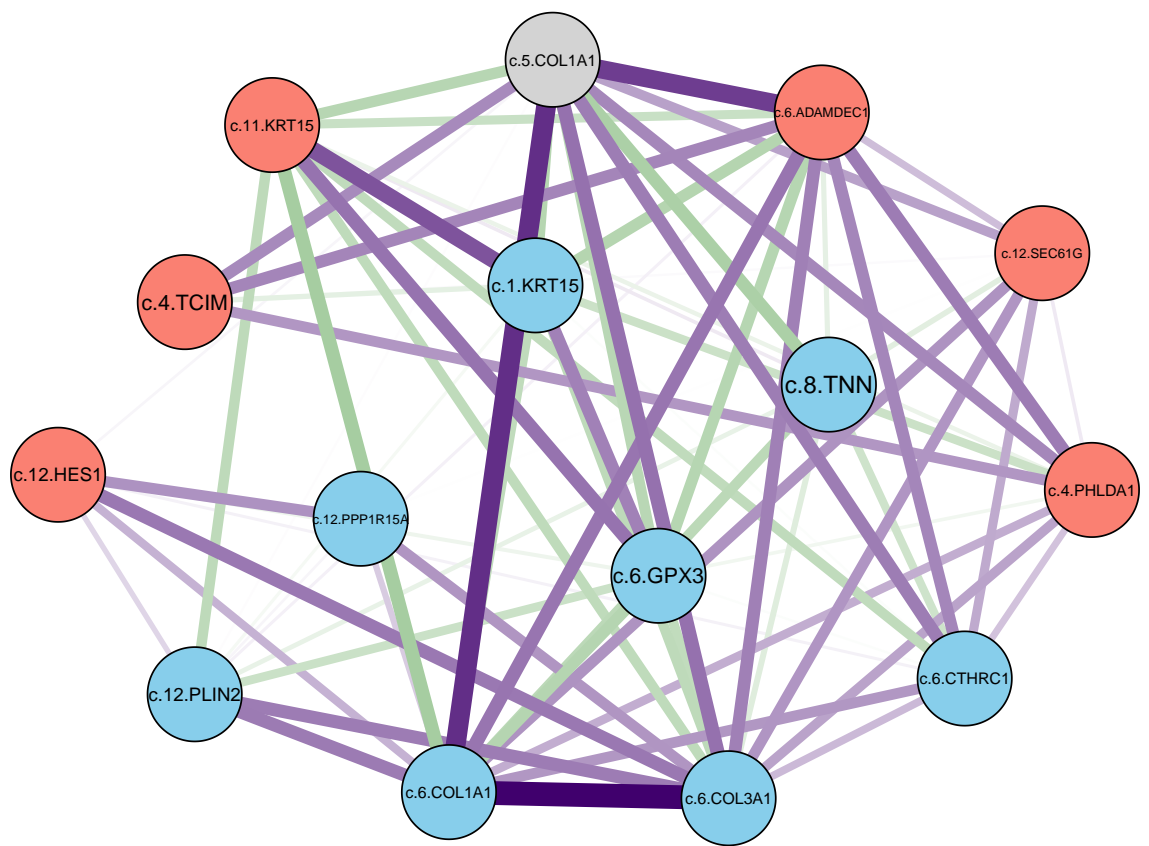 c.5.COL1A1
c.6.ADAMDEC1
c.11.KRT15
c.12.SEC61G
c.1.KRT15
c.4.TCIM
c.8.TNN
c.12.HES1
c.4.PHLDA1
c.12.PPP1R15A
c.6.GPX3
c.6.CTHRC1
c.12.PLIN2
c.6.COL1A1
c.6.COL3A1